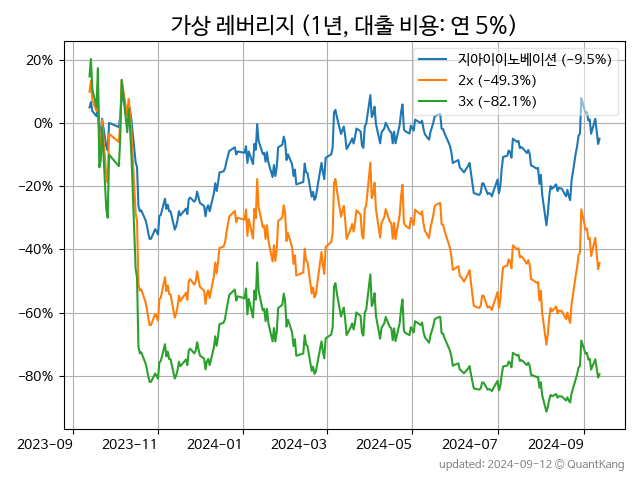 가상 레버리지 (1년, 대출 비용: 연 5%)
지아이이노베이션 (−9.5%)
2x (−49.3%)
3x (−82.1%)
20%
0%
−20%
−40%
−60%
−80%
2023-09
2023-11
2024-01
2024-03
2024-05
2024-07
2024-09
updated: 2024-09-12 © QuantKang